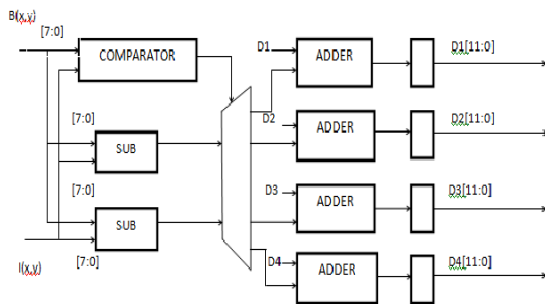 B(x,y)
[7:0]
COMPARATOR
D1
ADDER
D1[11:0]
[7:0]
SUB
D2
ADDER
D2[11:0]
[7:0]
SUB
D3
ADDER
D3[11:0]
I(x,y)
[7:0]
D4
ADDER
D4[11:0]